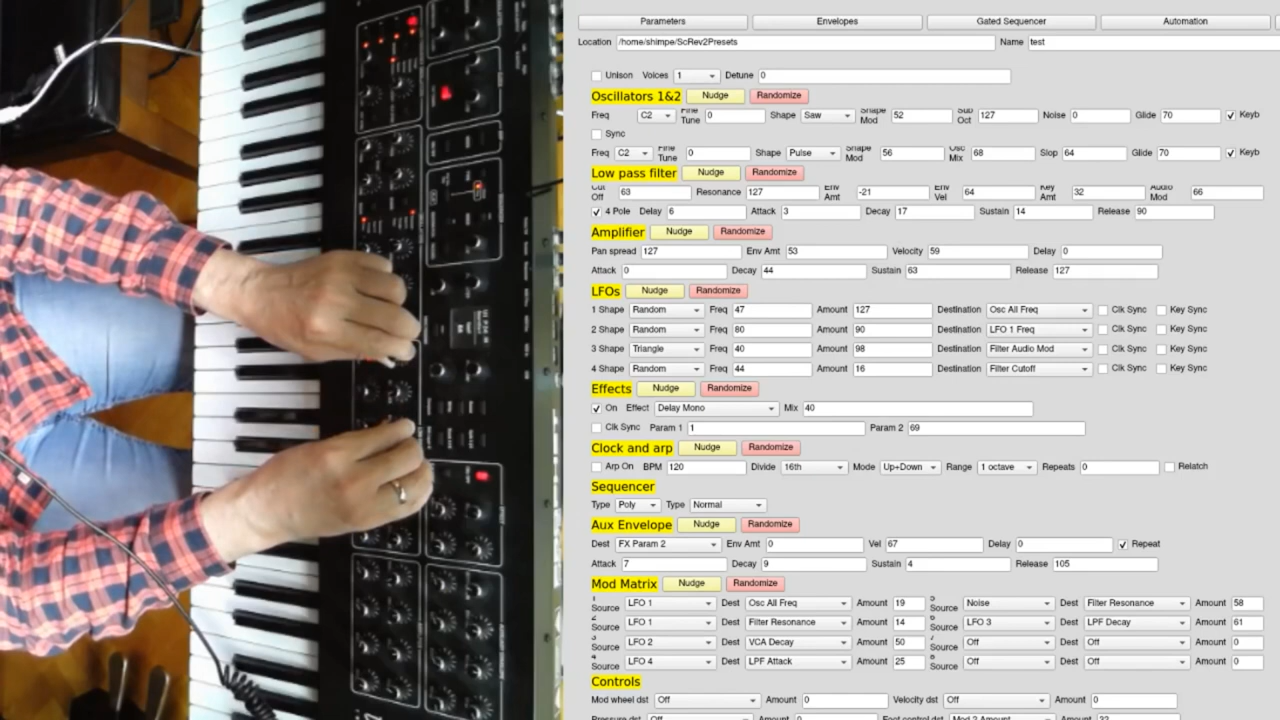 Parameters Envelopes Gated Sequencer Automation
Location /home/shimpe/ScRev2Presets Name test
Unison Voices 1 Detune 0
Oscillators 1&2 Nudge Randomize
Freq C2 Fine Tune 0 Shape Saw Shape Mod 52 Sub Oct 127 Noise 0 Glide 70 Keyb
Sync
Freq C2 Fine Tune 0 Shape Pulse Shape Mod 56 Osc Mix 68 Slop 64 Glide 70 Keyb
Low pass filter Nudge Randomize
Cut Off 63 Resonance 127 Env Amt -21 Env Vel 64 Key Amt 32 Audio Mod 66
4 Pole Delay 6 Attack 3 Decay 17 Sustain 14 Release 90
Amplifier Nudge Randomize
Pan spread 127 Env Amt 53 Velocity 59 Delay 0
Attack 0 Decay 44 Sustain 63 Release 127
LFOs Nudge Randomize
1 Shape Random Freq 47 Amount 127 Destination Osc All Freq Clk Sync Key Sync
2 Shape Random Freq 80 Amount 90 Destination LFO 1 Freq Clk Sync Key Sync
3 Shape Triangle Freq 40 Amount 98 Destination Filter Audio Mod Clk Sync Key Sync
4 Shape Random Freq 44 Amount 16 Destination Filter Cutoff Clk Sync Key Sync
Effects Nudge Randomize
On Effect Delay Mono Mix 40
Clk Sync Param 1 1 Param 2 69
Clock and arp Nudge Randomize
Arp On BPM 120 Divide 16th Mode Up+Down Range 1 octave Repeats 0 Relatch
Sequencer
Type Poly Type Normal
Aux Envelope Nudge Randomize
Dest FX Param 2 Env Amt 0 Vel 67 Delay 0 Repeat
Attack 7 Decay 9 Sustain 4 Release 105
Mod Matrix Nudge Randomize
1 Source LFO 1 Dest Osc All Freq Amount 19 5 Source Noise Dest Filter Resonance Amount 58
2 Source LFO 1 Dest Filter Resonance Amount 14 6 Source LFO 3 Dest LPF Decay Amount 61
3 Source LFO 2 Dest VCA Decay Amount 50 7 Source Off Dest Off Amount 0
4 Source LFO 4 Dest LPF Attack Amount 25 8 Source Off Dest Off Amount 0
Controls
Mod wheel dst Off Amount 0 Velocity dst Off Amount 0
Pressure dst Off Amount 0 Foot control dst Mod 2 Amount Amount 32